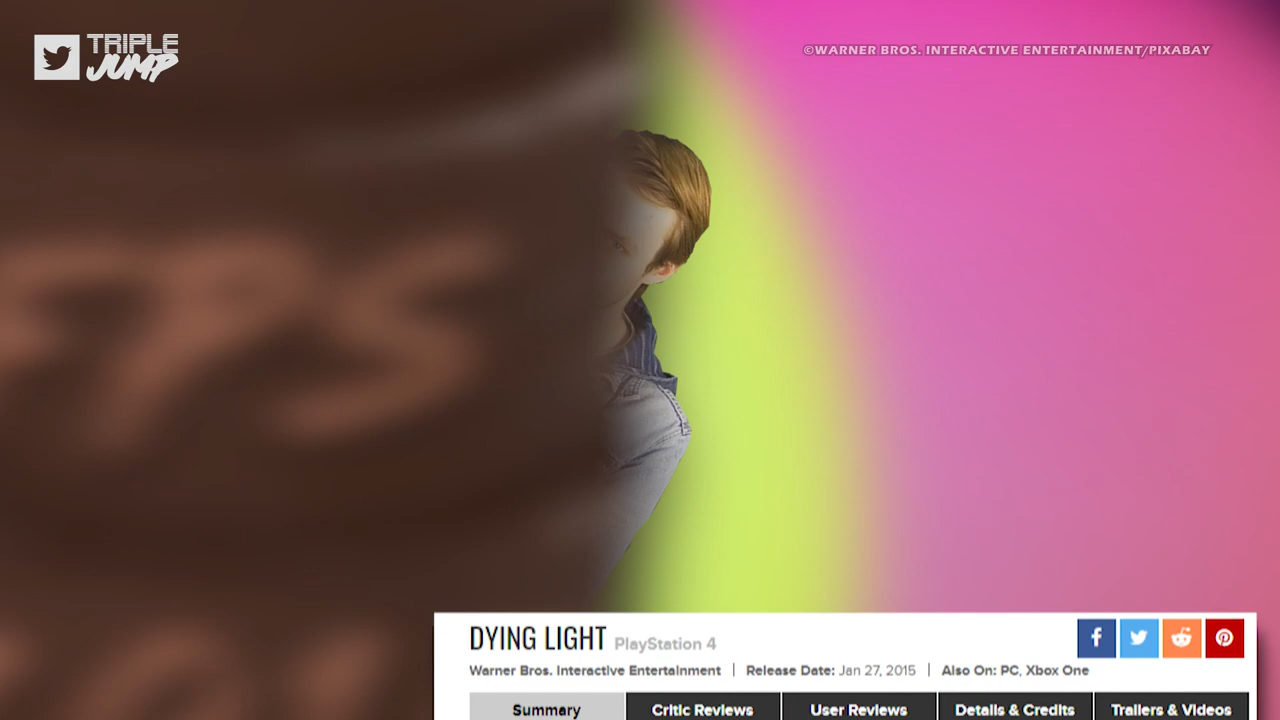 TRIPLE
JUMP
©WARNER BROS. INTERACTIVE ENTERTAINMENT/PIXABAY
DYING LIGHT PlayStation 4
Warner Bros. Interactive Entertainment | Release Date: Jan 27, 2015 | Also On: PC, Xbox One
Summary Critic Reviews User Reviews Details & Credits Trailers & Videos